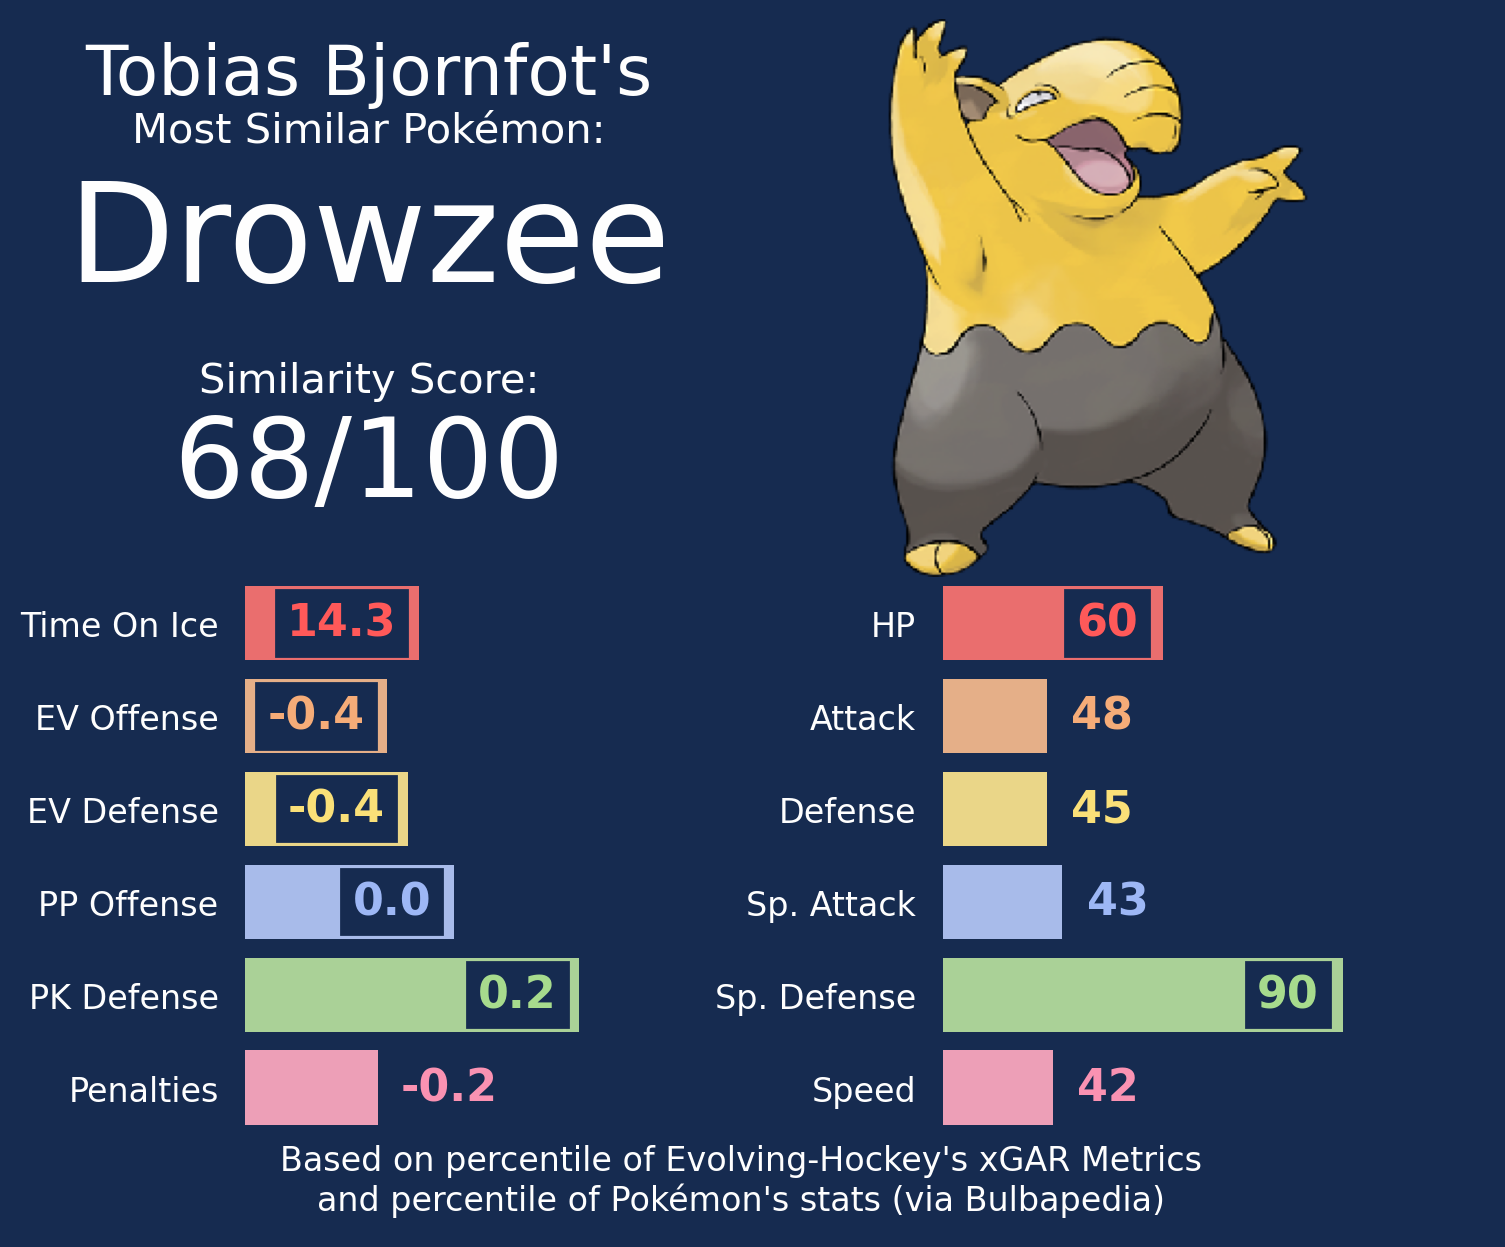 Tobias Bjornfot's
Most Similar Pokémon:
Drowzee
Similarity Score:
68/100
Time On Ice 14.3
EV Offense -0.4
EV Defense -0.4
PP Offense 0.0
PK Defense 0.2
Penalties -0.2
HP 60
Attack 48
Defense 45
Sp. Attack 43
Sp. Defense 90
Speed 42
Based on percentile of Evolving-Hockey's xGAR Metrics
and percentile of Pokémon's stats (via Bulbapedia)